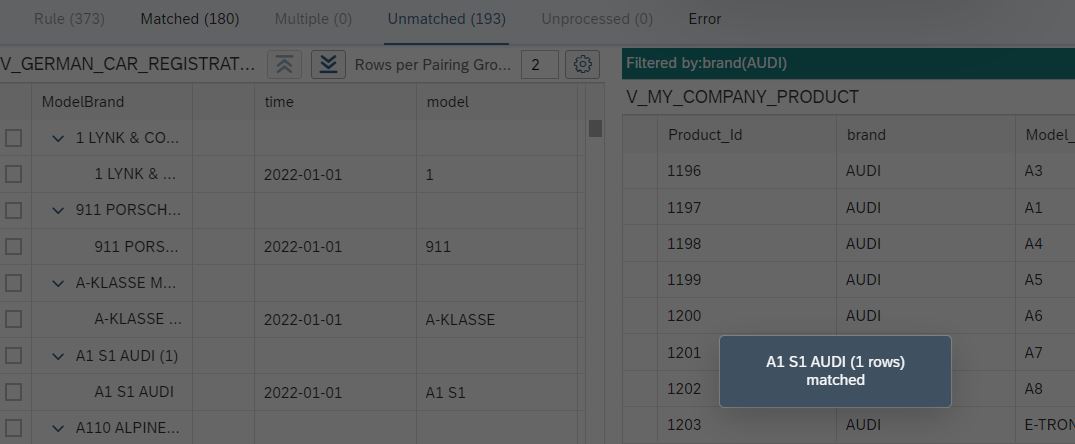 Rule (373) Matched (180) Multiple (0) Unmatched (193) Unprocessed (0) Error
V_GERMAN_CAR_REGISTRAT... Rows per Pairing Gro... 2
ModelBrand time model
1 LYNK & CO...
1 LYNK & ... 2022-01-01 1
911 PORSCH...
911 PORS... 2022-01-01 911
A-KLASSE M...
A-KLASSE ... 2022-01-01 A-KLASSE
A1 S1 AUDI (1)
A1 S1 AUDI 2022-01-01 A1 S1
A110 ALPINE...
Filtered by:brand(AUDI)
V_MY_COMPANY_PRODUCT
Product_Id brand Model_
1196 AUDI A3
1197 AUDI A1
1198 AUDI A4
1199 AUDI A5
1200 AUDI A6
1201 A7
1202 A8
1203 AUDI E-TRON
A1 S1 AUDI (1 rows)
matched